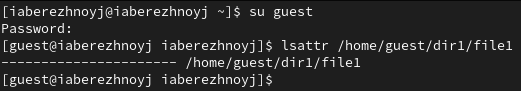 [iaberezhnoyj@iaberezhnoyj ~]$ su guest
Password:
[guest@iaberezhnoyj iaberezhnoyj]$ lsattr /home/guest/dir1/file1
---------------------- /home/guest/dir1/file1
[guest@iaberezhnoyj iaberezhnoyj]$